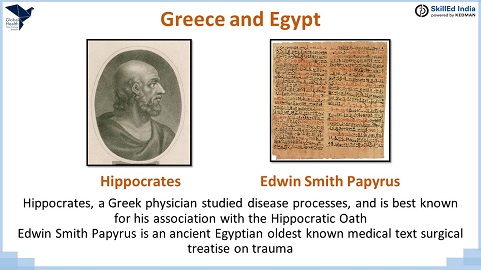 Greece and Egypt
Global
Health
SkillEd India
powered by KEDMAN
Hippocrates
Edwin Smith Papyrus
Hippocrates, a Greek physician studied disease processes, and is best known
for his association with the Hippocratic Oath
Edwin Smith Papyrus is an ancient Egyptian oldest known medical text surgical
treatise on trauma